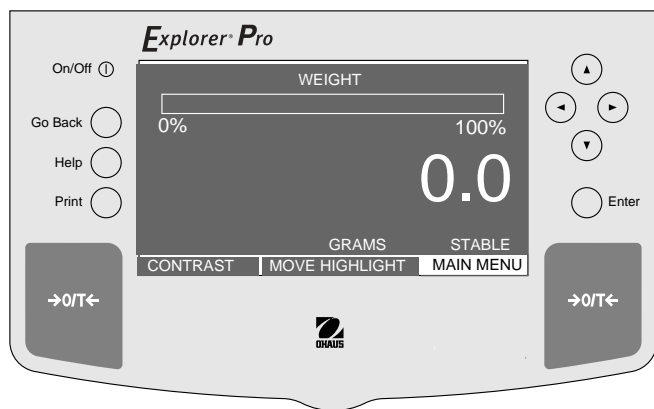 Explorer® Pro
On/Off
WEIGHT
Go Back
0% 100%
Help
0.0
Print
Enter
GRAMS STABLE
CONTRAST MOVE HIGHLIGHT MAIN MENU
→0/T← →0/T←
OHAUS